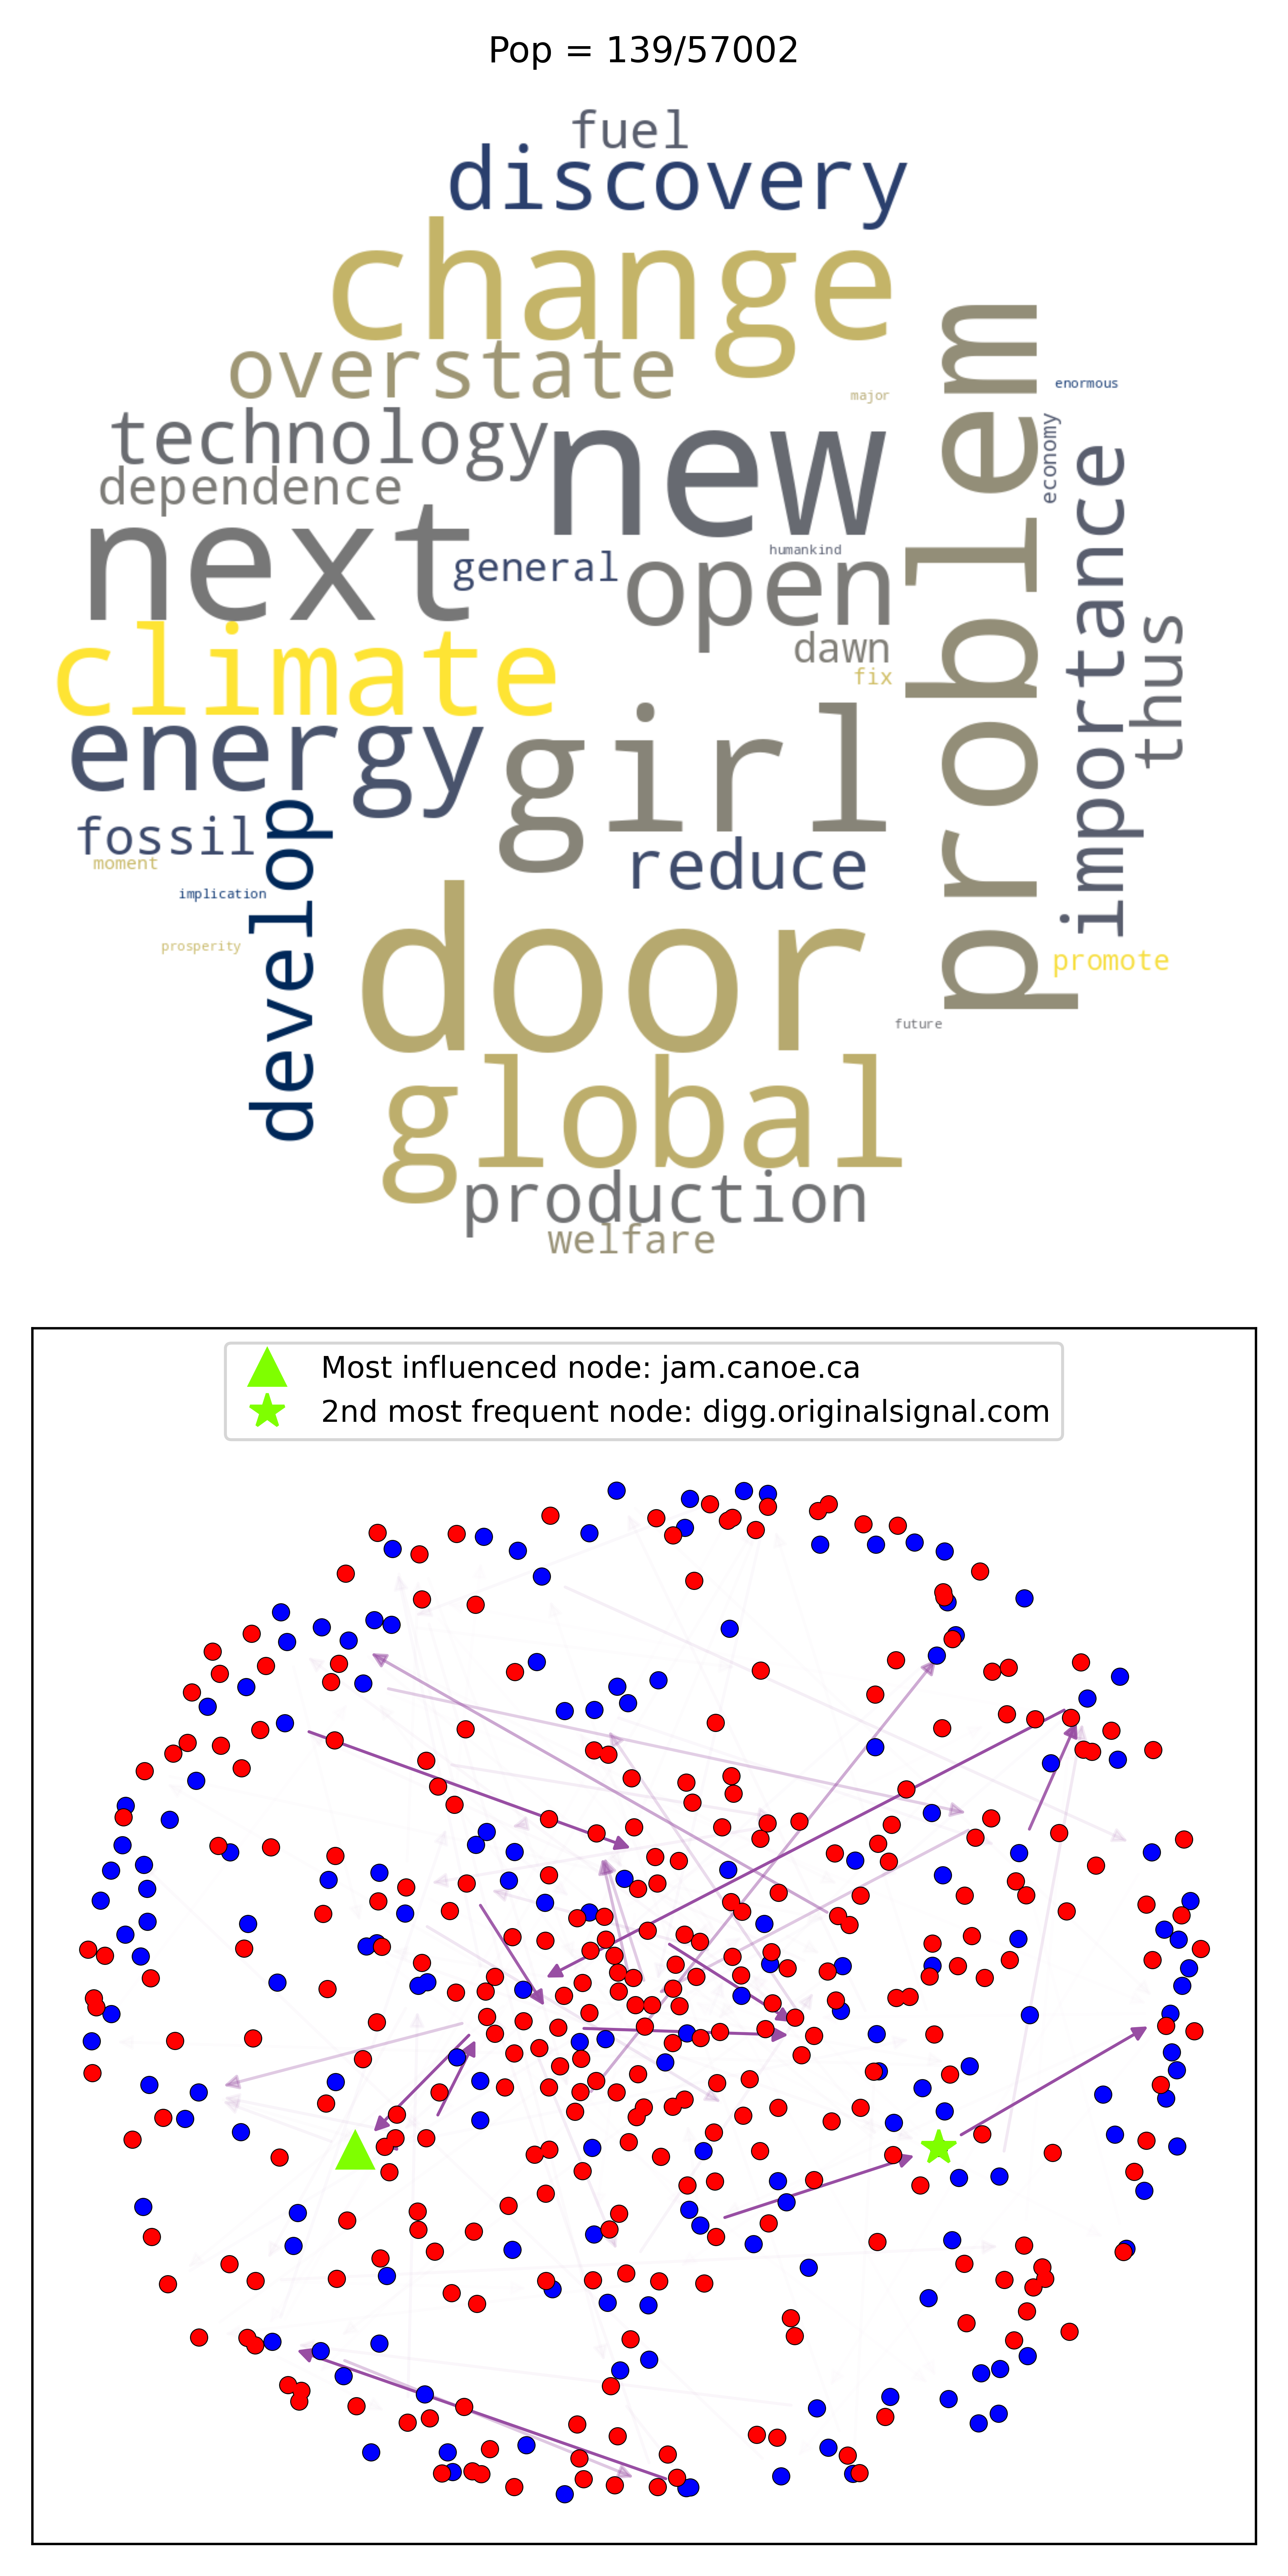 Pop = 139/57002
fuel
discovery
change
overstate
major
enormous
problem
economy
technology
new
dependence
importance
next
general
humankind
open
thus
climate
dawn
fix
energy
girl
fossil
develop
reduce
moment
implication
door
prosperity
promote
future
global
production
welfare
Most influenced node: jam.canoe.ca
2nd most frequent node: digg.originalsignal.com